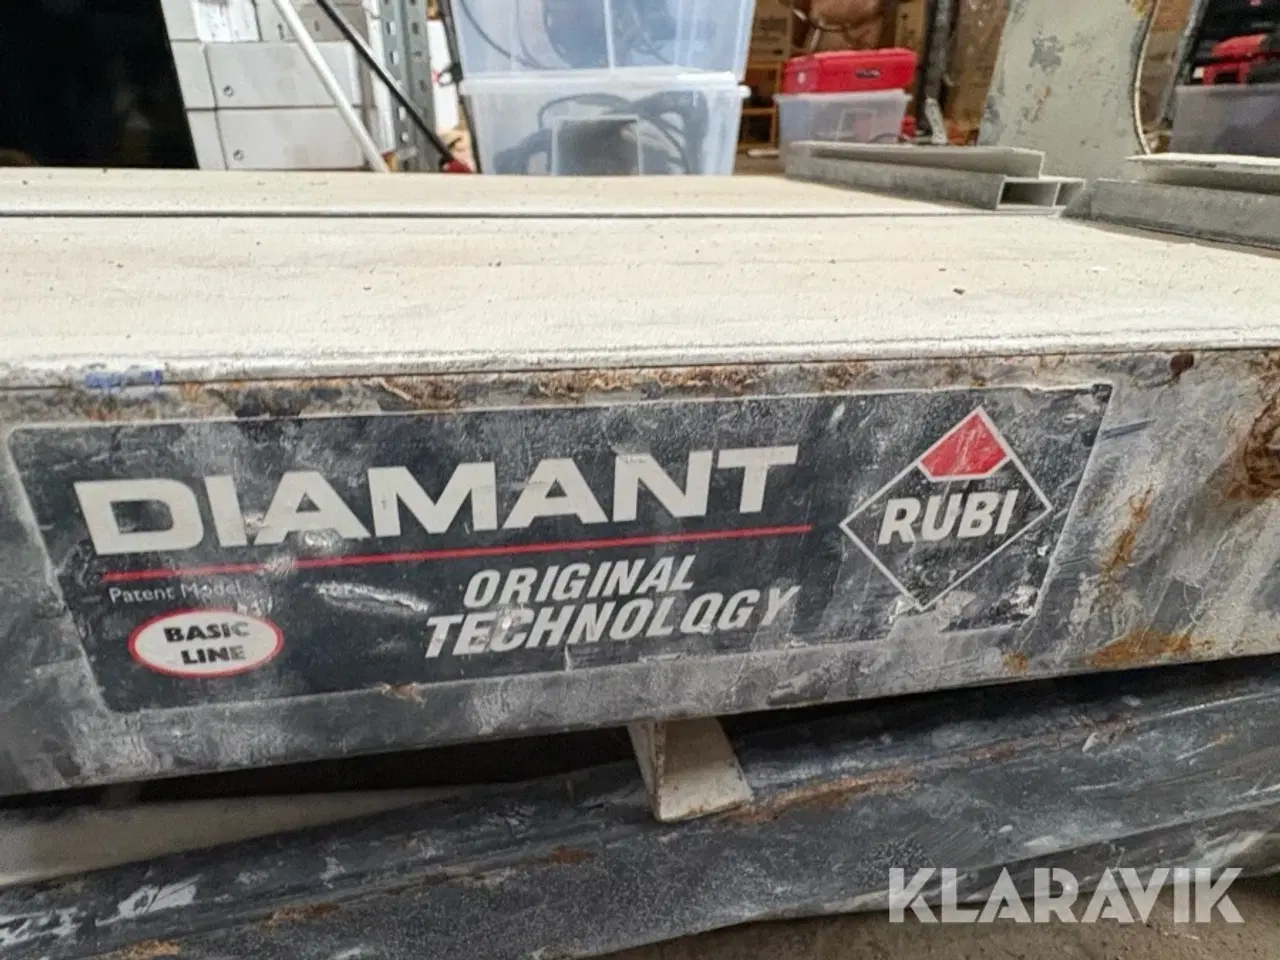 DIAMANT
RUBI
ORIGINAL
TECHNOLOGY
Patent Model
BASIC
LINE
KLARAVIK